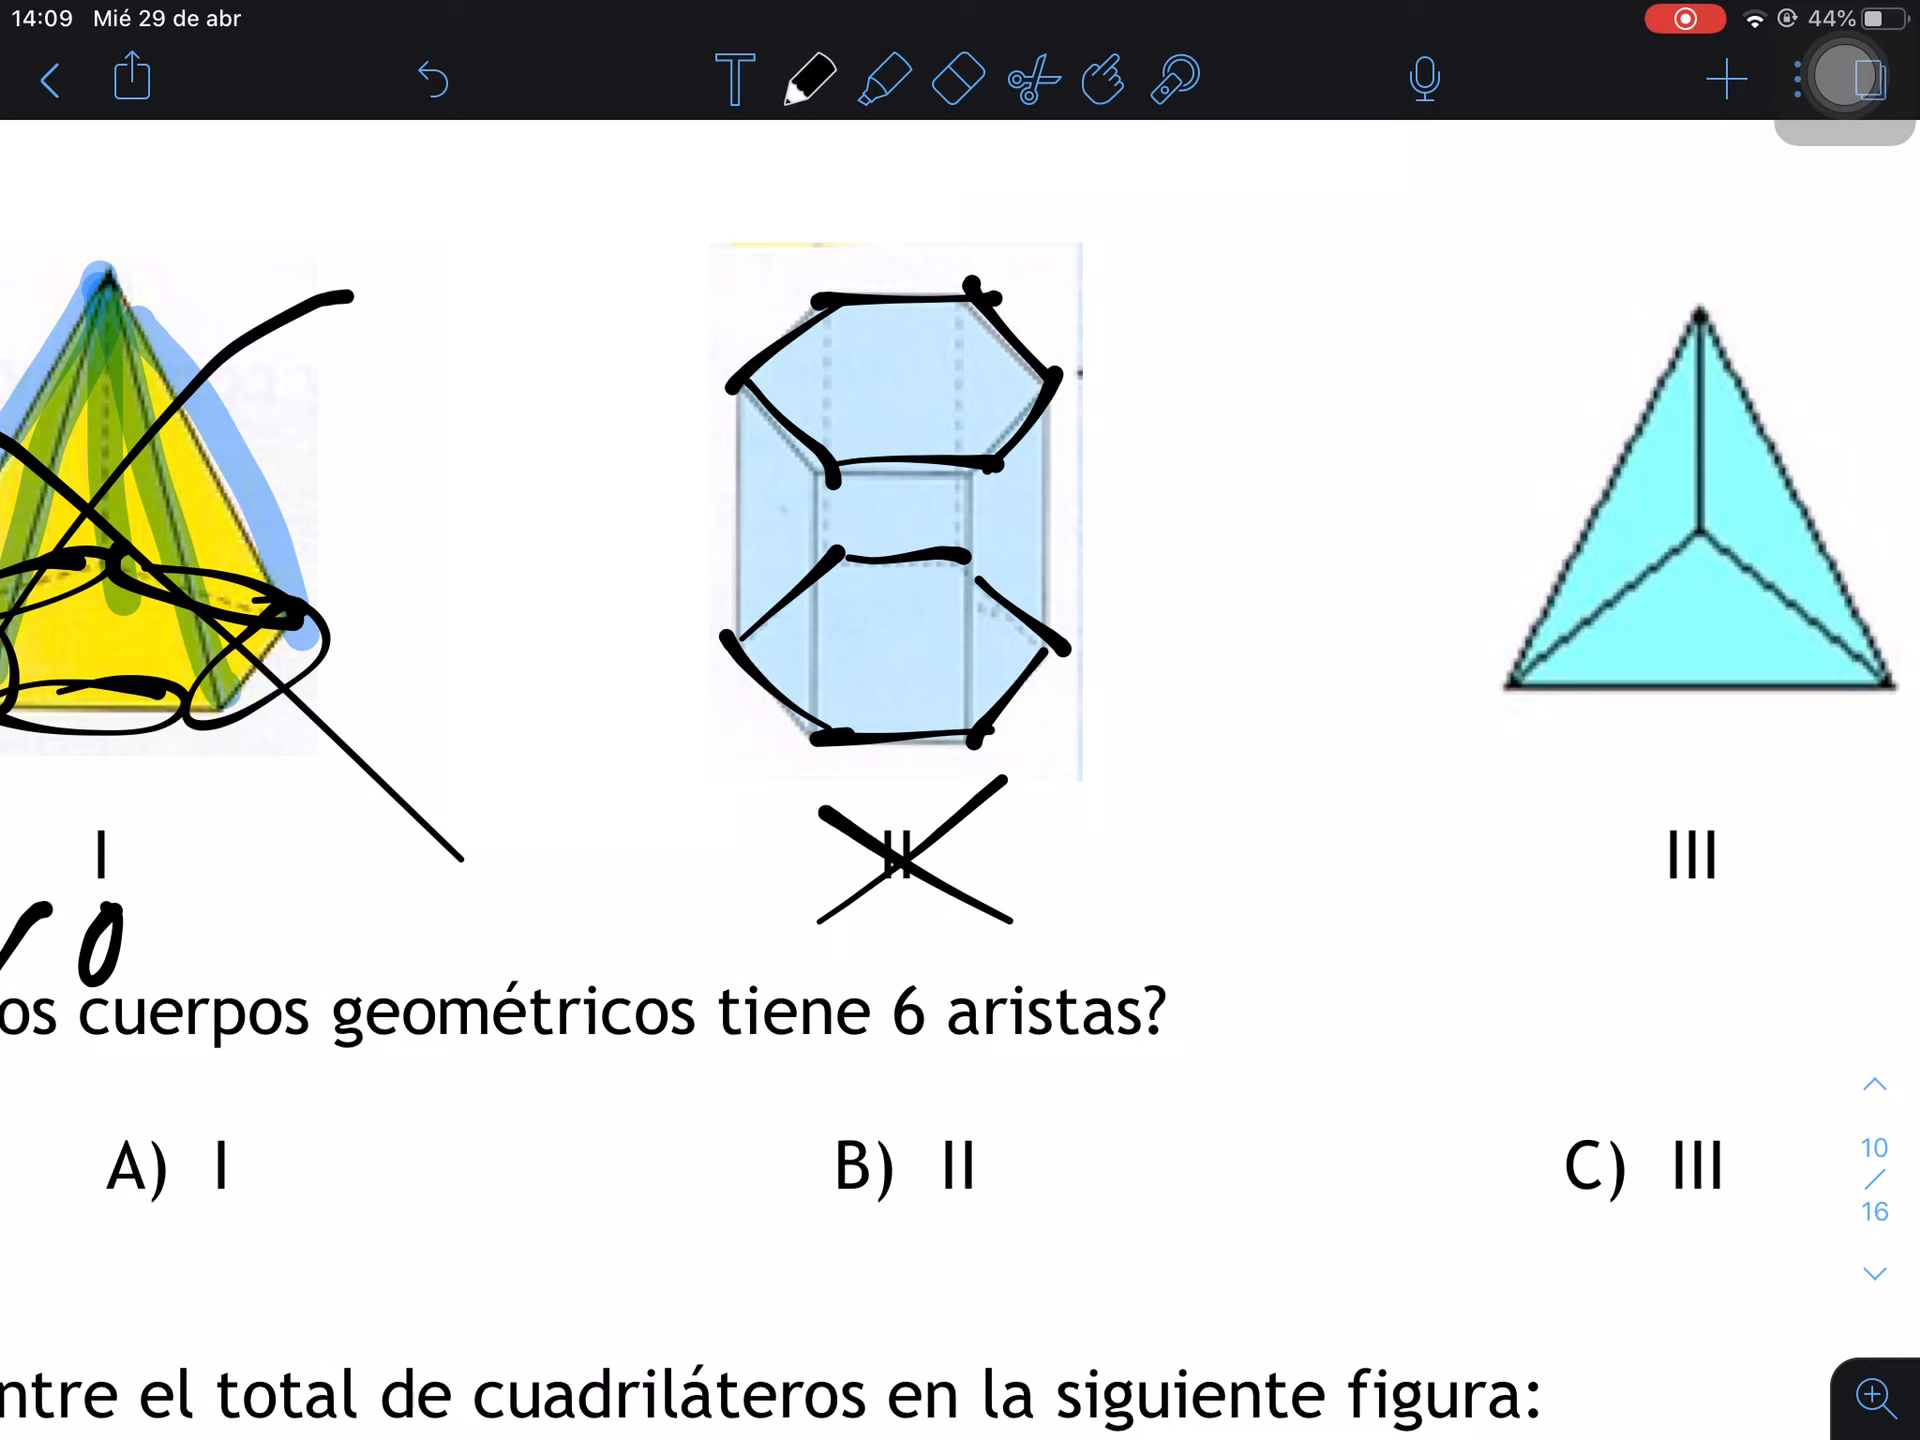 14:09 Mié 29 de abr 44%
T
I II III
os cuerpos geométricos tiene 6 aristas?
A) I B) II C) III
10
/
16
ntre el total de cuadriláteros en la siguiente figura: